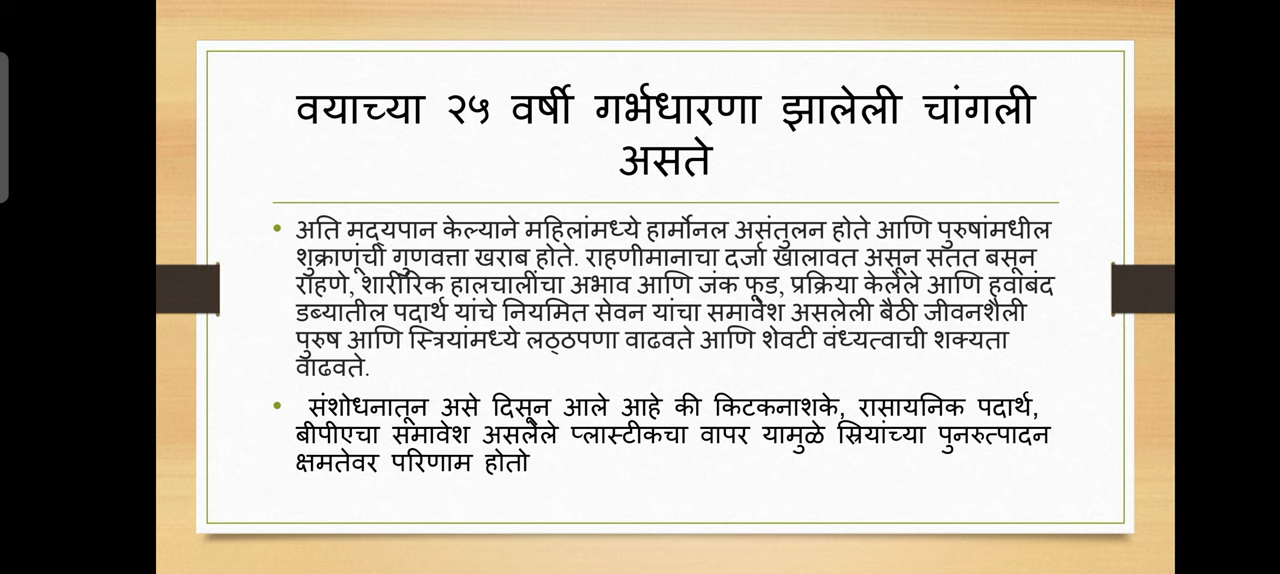 वयाच्या २५ वर्षी गर्भधारणा झालेली चांगली
असते
• अति मद्यपान केल्याने महिलांमध्ये हार्मोनल असंतुलन होते आणि पुरुषांमधील
शुक्राणूंची गुणवत्ता खराब होते. राहणीमानाचा दर्जा खालावत असून सतत बसून
राहणे, शारीरिक हालचालींचा अभाव आणि जंक फूड, प्रक्रिया केलेले आणि हवाबंद
डब्यातील पदार्थ यांचे नियमित सेवन यांचा समावेश असलेली बैठी जीवनशैली
पुरुष आणि स्त्रियांमध्ये लठ्ठपणा वाढवते आणि शेवटी वंध्यत्वाची शक्यता
वाढवते.
• संशोधनातून असे दिसून आले आहे की किटकनाशके, रासायनिक पदार्थ,
बीपीएचा समावेश असलेले प्लास्टीकचा वापर यामुळे स्रियांच्या पुनरुत्पादन
क्षमतेवर परिणाम होतो